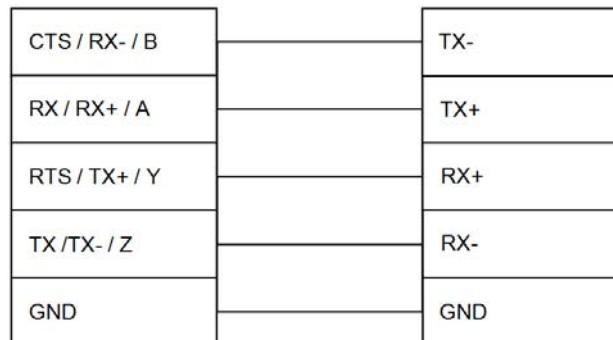 CTS / RX- / B
TX-
RX / RX+ / A
TX+
RTS / TX+ / Y
RX+
TX /TX- / Z
RX-
GND
GND